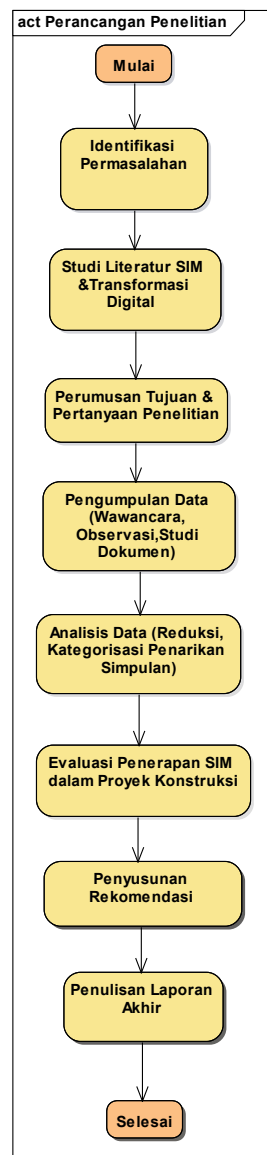 act Perancangan Penelitian
Mulai
Identifikasi
Permasalahan
Studi Literatur SIM
&Transformasi
Digital
Perumusan Tujuan &
Pertanyaan Penelitian
Pengumpulan Data
(Wawancara,
Observasi,Studi
Dokumen)
Analisis Data (Reduksi,
Kategorisasi Penarikan
Simpulan)
Evaluasi Penerapan SIM
dalam Proyek Konstruksi
Penyusunan
Rekomendasi
Penulisan Laporan
Akhir
Selesai